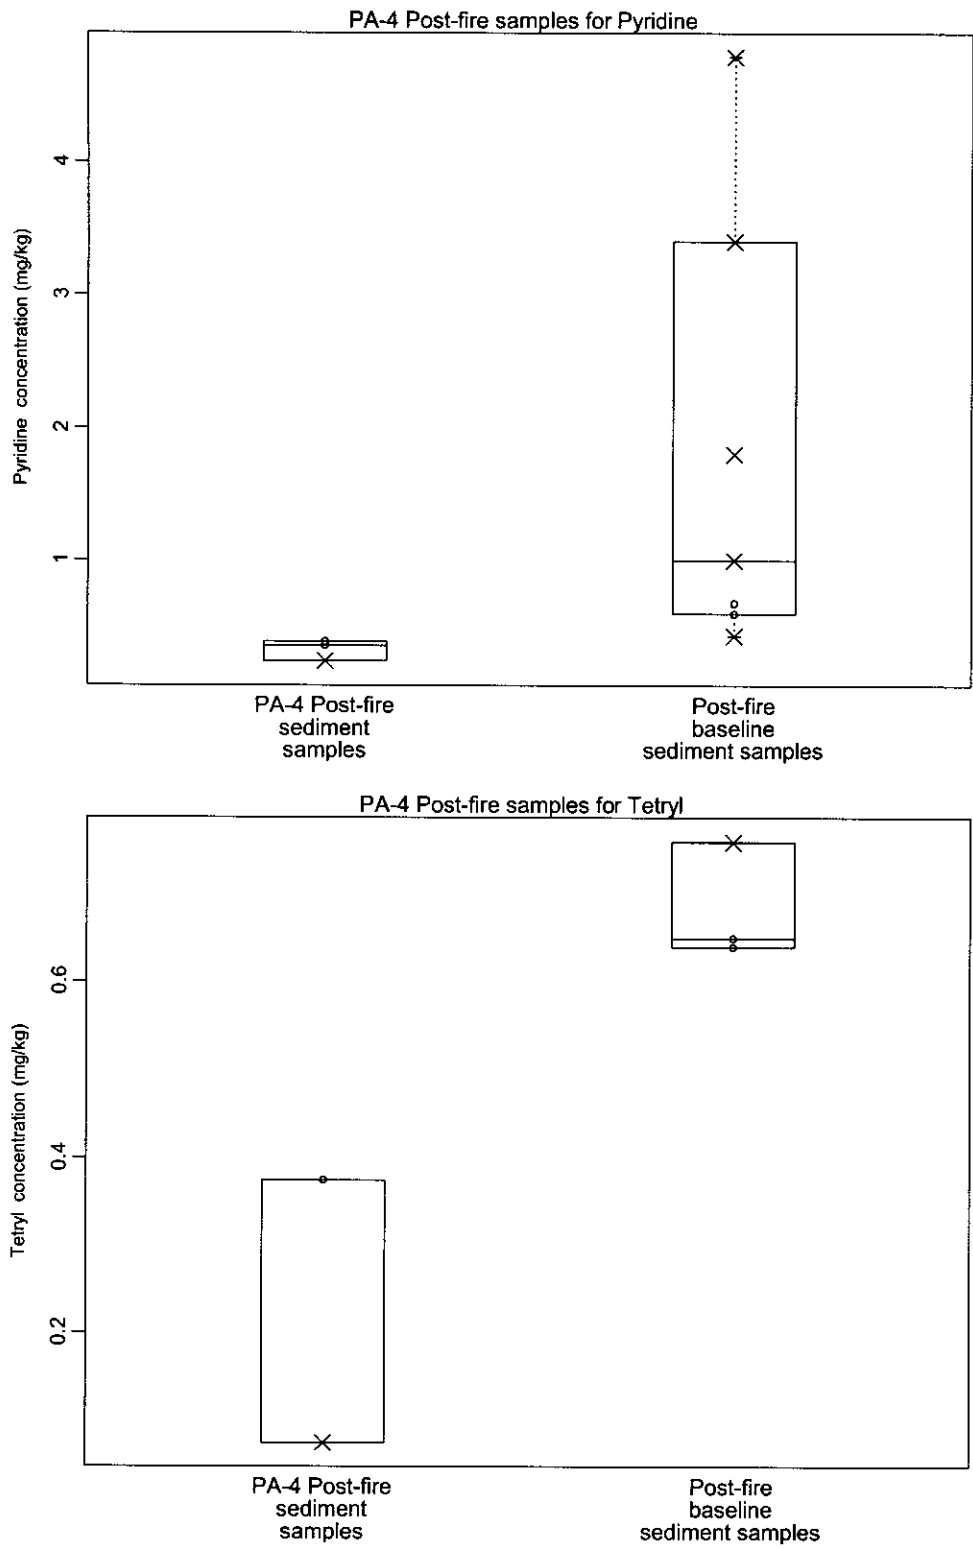 PA-4 Post-fire samples for Pyridine
Pyridine concentration (mg/kg)
4
3
2
1
PA-4 Post-fire
sediment
samples
Post-fire
baseline
sediment samples
PA-4 Post-fire samples for Tetryl
Tetryl concentration (mg/kg)
0.6
0.4
0.2
PA-4 Post-fire
sediment
samples
Post-fire
baseline
sediment samples